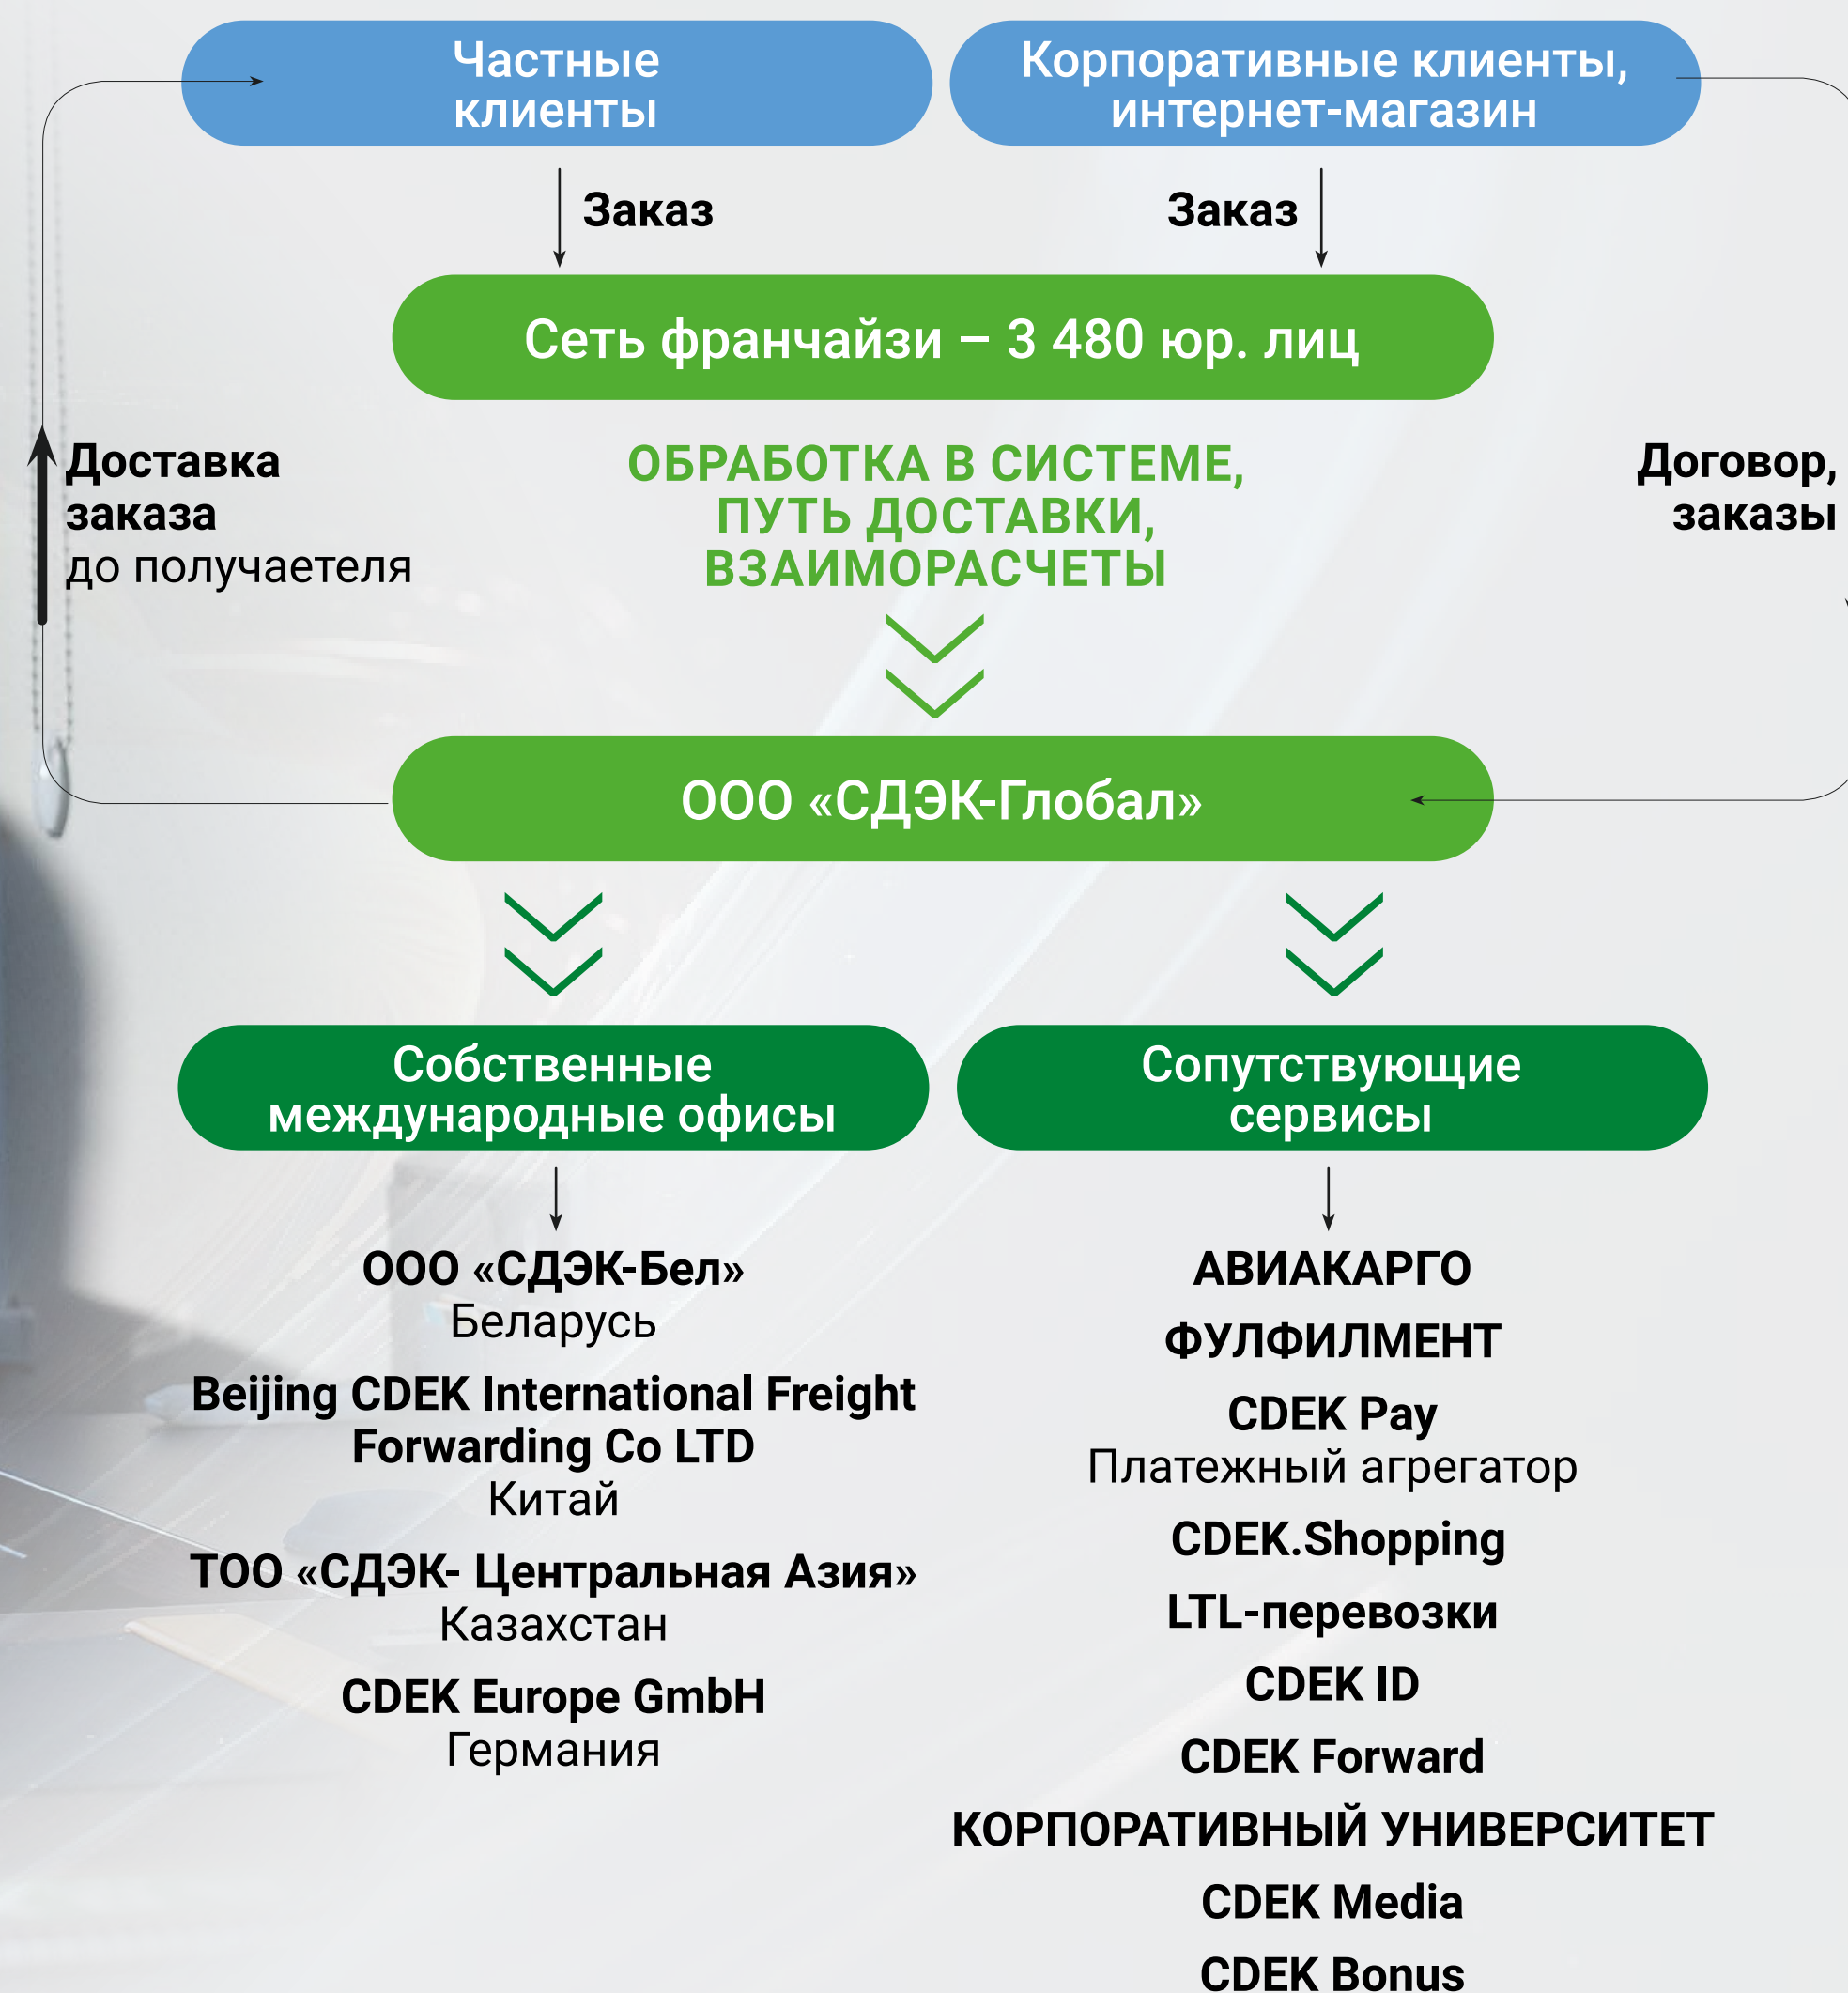 Частные
клиенты
Корпоративные клиенты,
интернет-магазин
Заказ
Заказ
Сеть франчайзи – 3 480 юр. лиц
Доставка
заказа
до получаетеля
ОБРАБОТКА В СИСТЕМЕ,
ПУТЬ ДОСТАВКИ,
ВЗАИМОРАСЧЕТЫ
Договор,
заказы
ООО «СДЭК-Глобал»
Собственные
международные офисы
ООО «СДЭК-Бел»
Беларусь
Beijing CDEK International Freight
Forwarding Co LTD
Китай
ТОО «СДЭК- Центральная Азия»
Казахстан
CDEK Europe GmbH
Германия
Сопутствующие
сервисы
АВИАКАРГО
ФУЛФИЛМЕНТ
CDEK Pay
Платежный агрегатор
CDEK.Shopping
LTL-перевозки
CDEK ID
CDEK Forward
КОРПОРАТИВНЫЙ УНИВЕРСИТЕТ
CDEK Media
CDEK Bonus